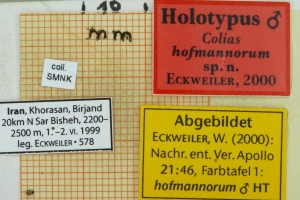 10
mm
coll.
SMNK
Holotypus ♂
Colias
hofmannorum
sp. n.
ECKWEILER, 2000
Iran, Khorasan, Birjand
20km N Sar Bisheh, 2200–
2500 m, 1.–2. VI. 1999
leg. ECKWEILER • 578
Abgebildet
ECKWEILER, W. (2000):
Nachr. ent. Ver. Apollo
21:46, Farbtafel 1:
hofmannorum ♂ HT